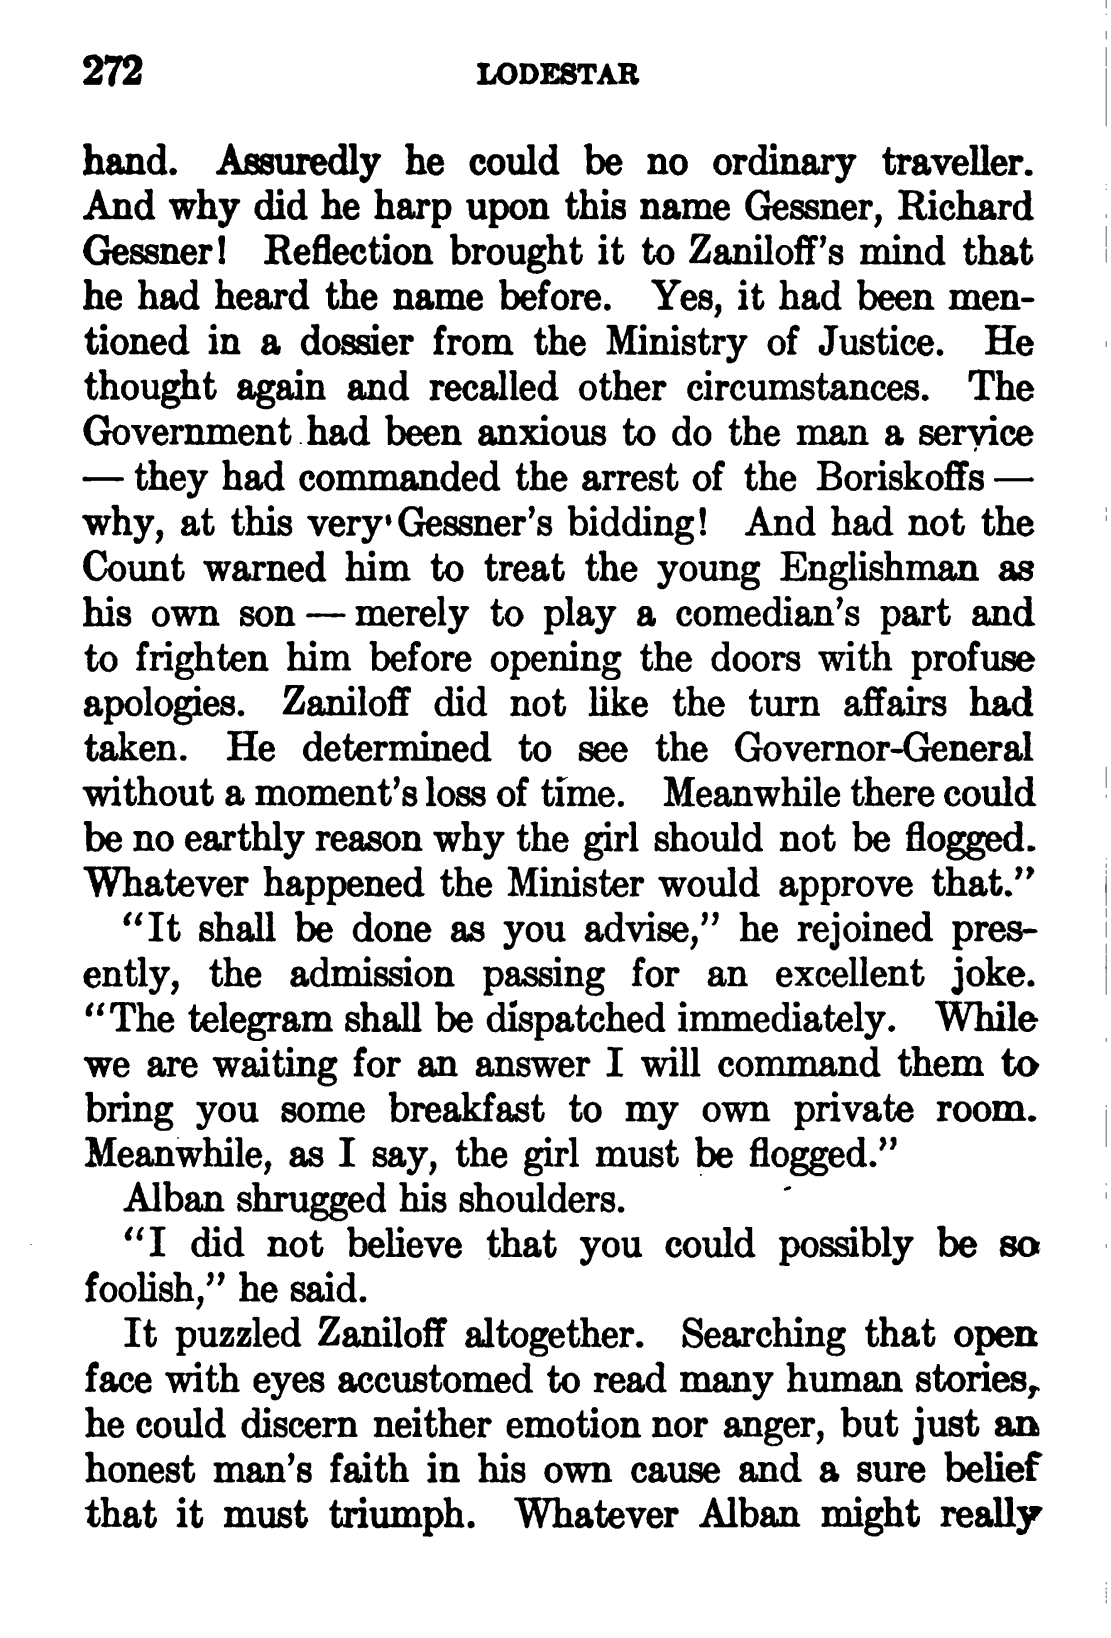 272 LODESTAR
hand. Assuredly he could be no ordinary traveller.
And why did he harp upon this name Gessner, Richard
Gessner! Reflection brought it to Zaniloff's mind that
he had heard the name before. Yes, it had been men-
tioned in a dossier from the Ministry of Justice. He
thought again and recalled other circumstances. The
Government had been anxious to do the man a service
— they had commanded the arrest of the Boriskoffs —
why, at this very Gessner's bidding! And had not the
Count warned him to treat the young Englishman as
his own son — merely to play a comedian's part and
to frighten him before opening the doors with profuse
apologies. Zaniloff did not like the turn affairs had
taken. He determined to see the Governor-General
without a moment's loss of time. Meanwhile there could
be no earthly reason why the girl should not be flogged.
Whatever happened the Minister would approve that."
"It shall be done as you advise," he rejoined pres-
ently, the admission passing for an excellent joke.
"The telegram shall be dispatched immediately. While
we are waiting for an answer I will command them to
bring you some breakfast to my own private room.
Meanwhile, as I say, the girl must be flogged."
Alban shrugged his shoulders.
"I did not believe that you could possibly be so
foolish," he said.
It puzzled Zaniloff altogether. Searching that open
face with eyes accustomed to read many human stories,
he could discern neither emotion nor anger, but just an
honest man's faith in his own cause and a sure belief
that it must triumph. Whatever Alban might really